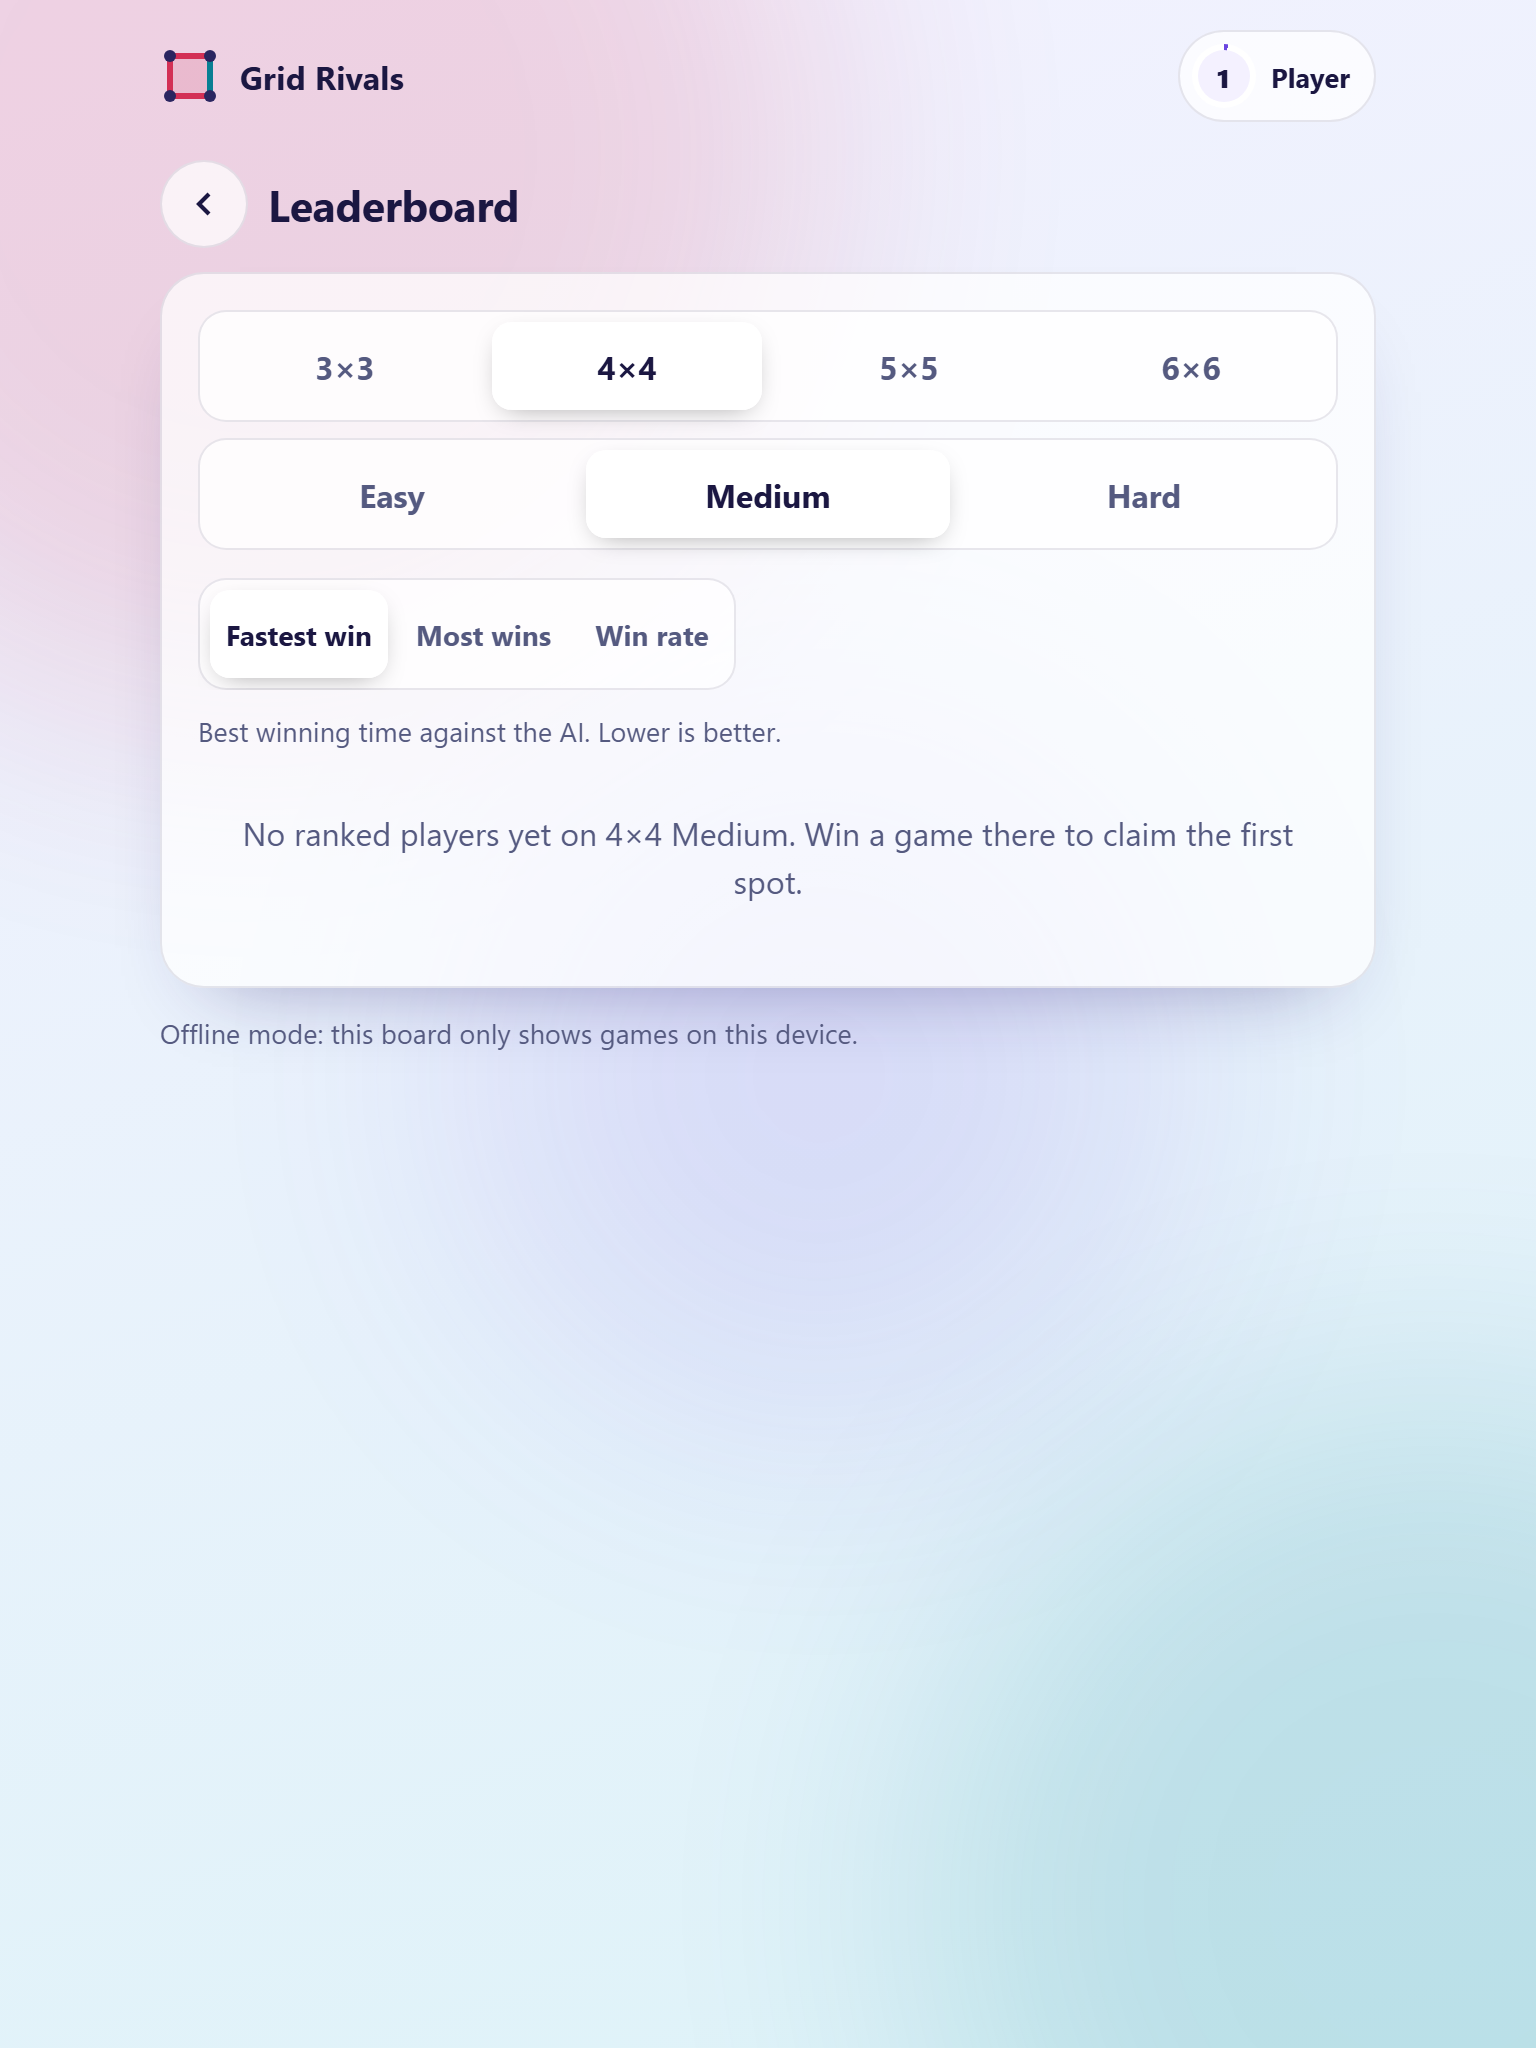 Grid Rivals
1 Player
Leaderboard
3×3 4×4 5×5 6×6
Easy Medium Hard
Fastest win Most wins Win rate
Best winning time against the AI. Lower is better.
No ranked players yet on 4×4 Medium. Win a game there to claim the first
spot.
Offline mode: this board only shows games on this device.